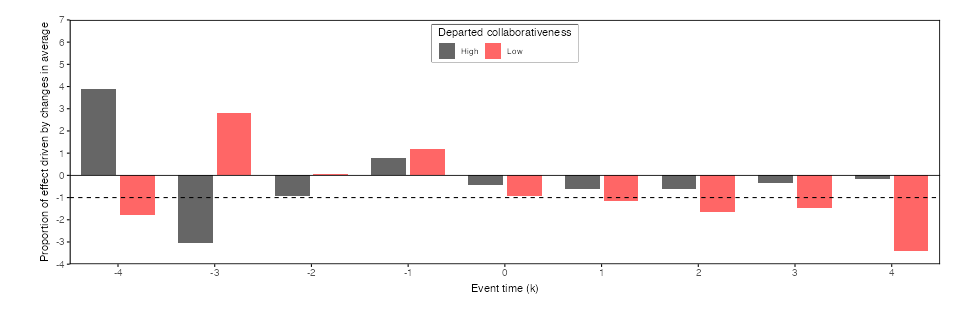 Proportion of effect driven by changes in average
7
6
5
4
3
2
1
0
-1
-2
-3
-4
Departed collaborativeness
High Low
-4 -3 -2 -1 0 1 2 3 4
Event time (k)